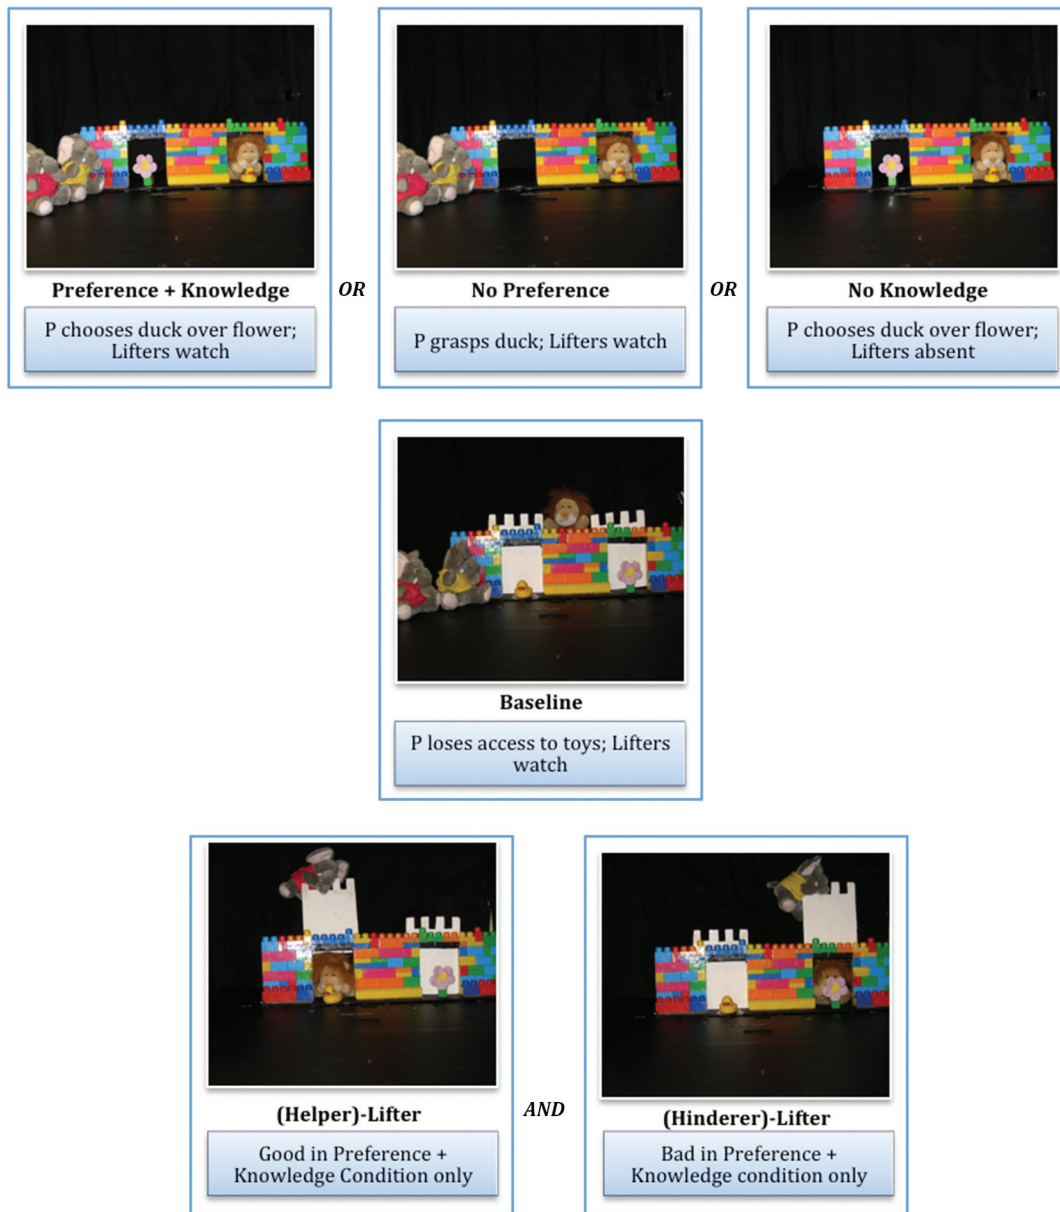 Preference + Knowledge
OR
No Preference
OR
No Knowledge
P chooses duck over flower;
Lifters watch
P grasps duck; Lifters watch
P chooses duck over flower;
Lifters absent
Baseline
P loses access to toys; Lifters
watch
(Helper)-Lifter
AND
(Hinderer)-Lifter
Good in Preference +
Knowledge Condition only
Bad in Preference +
Knowledge condition only